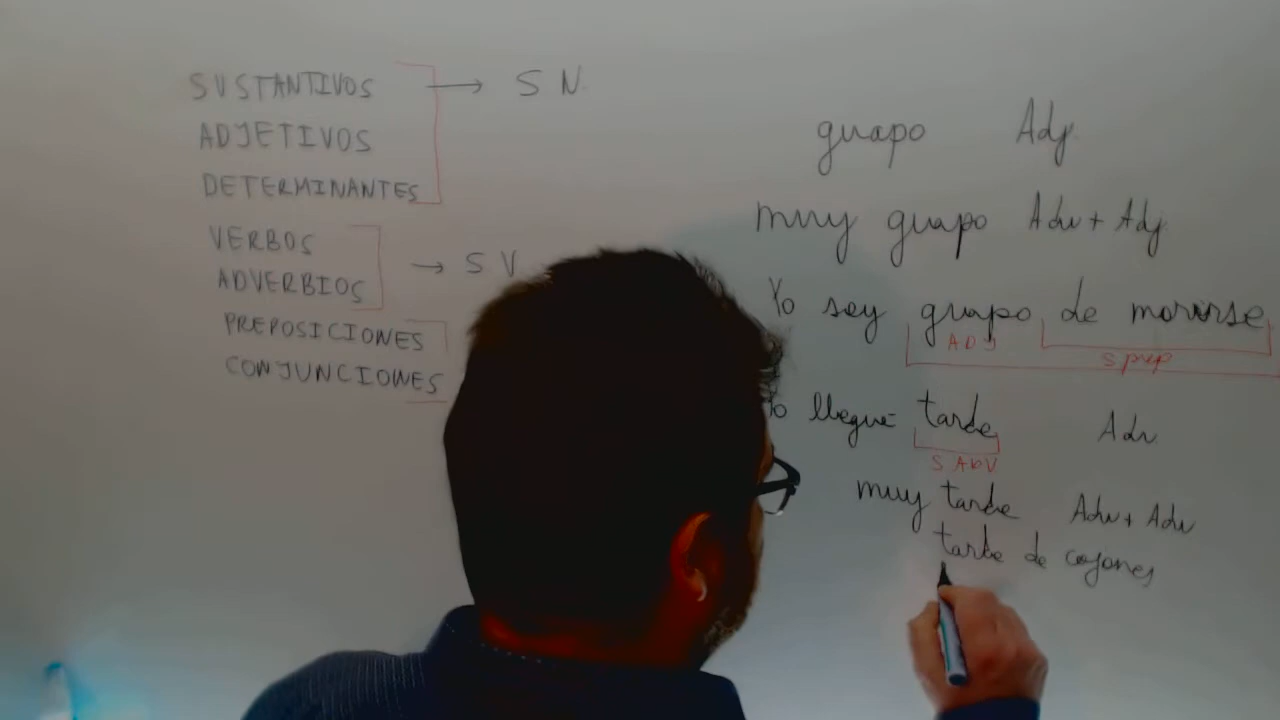 SUSTANTIVOS → SN
ADJETIVOS
DETERMINANTES
VERBOS → SV
ADVERBIOS
PREPOSICIONES
CONJUNCIONES
guapo Adj.
muy guapo Adv + Adj
Yo soy guapo de morirse
ADJ S prep
Yo llegué tarde Adv.
S ADV
muy tarde Adv + Adv
tarde de cojones